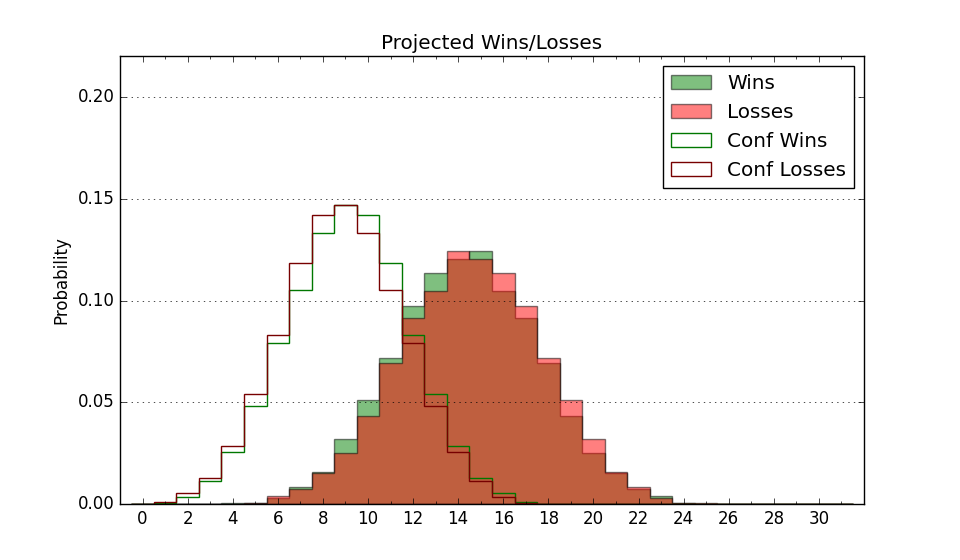 Projected Wins/Losses
Wins
Losses
Conf Wins
Conf Losses
Probability
0.20
0.15
0.10
0.05
0.00
0 2 4 6 8 10 12 14 16 18 20 22 24 26 28 30